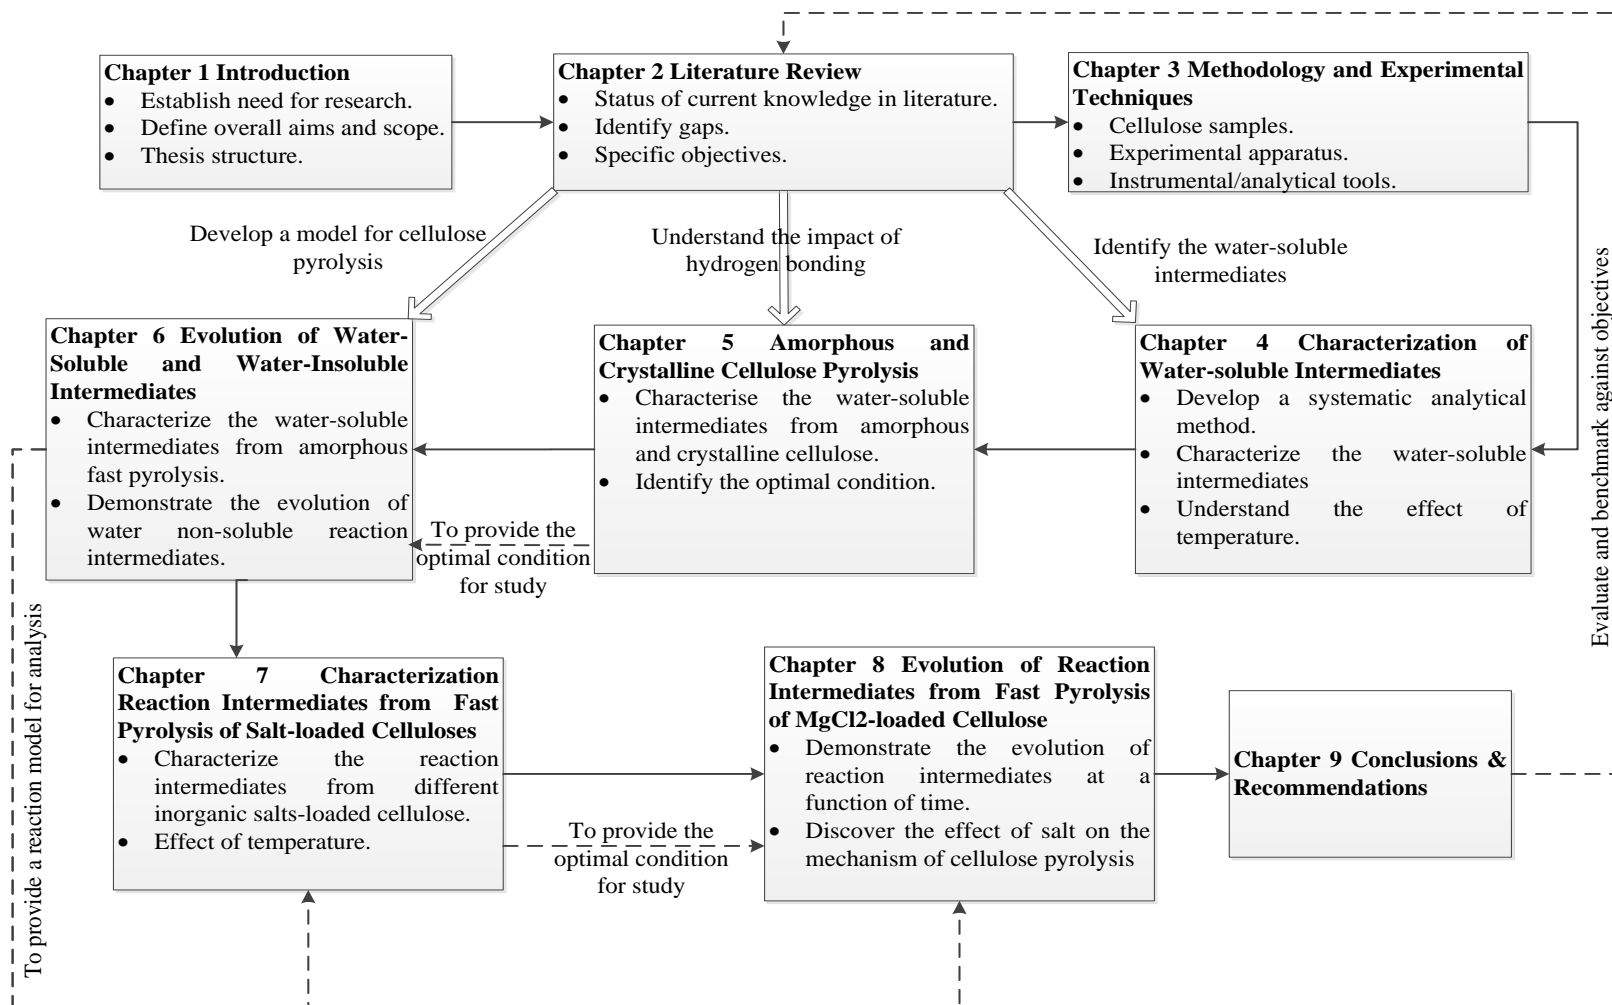 Chapter 1 Introduction
• Establish need for research.
• Define overall aims and scope.
• Thesis structure.
Chapter 2 Literature Review
• Status of current knowledge in literature.
• Identify gaps.
• Specific objectives.
Chapter 3 Methodology and Experimental
Techniques
• Cellulose samples.
• Experimental apparatus.
• Instrumental/analytical tools.
Develop a model for cellulose
pyrolysis
Understand the impact of
hydrogen bonding
Identify the water-soluble
intermediates
Evaluate and benchmark against objectives
Chapter 6 Evolution of Water-
Soluble and Water-Insoluble
Intermediates
• Characterize the water-soluble
intermediates from amorphous
fast pyrolysis.
• Demonstrate the evolution of
water non-soluble reaction
intermediates.
Chapter 5 Amorphous and
Crystalline Cellulose Pyrolysis
• Characterise the water-soluble
intermediates from amorphous
and crystalline cellulose.
• Identify the optimal condition.
Chapter 4 Characterization of
Water-soluble Intermediates
• Develop a systematic analytical
method.
• Characterize the water-soluble
intermediates
• Understand the effect of
temperature.
To provide the
optimal condition
for study
To provide a reaction model for analysis
Chapter 7 Characterization
Reaction Intermediates from Fast
Pyrolysis of Salt-loaded Celluloses
• Characterize the reaction
intermediates from different
inorganic salts-loaded cellulose.
• Effect of temperature.
To provide the
optimal condition
for study
Chapter 8 Evolution of Reaction
Intermediates from Fast Pyrolysis
of MgCl2-loaded Cellulose
• Demonstrate the evolution of
reaction intermediates at a
function of time.
• Discover the effect of salt on the
mechanism of cellulose pyrolysis
Chapter 9 Conclusions &
Recommendations